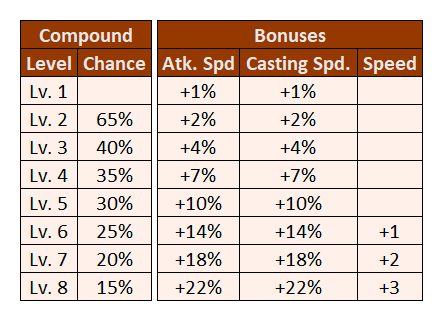 Compound Bonuses
Level Chance Atk. Spd Casting Spd. Speed
Lv. 1 +1% +1%
Lv. 2 65% +2% +2%
Lv. 3 40% +4% +4%
Lv. 4 35% +7% +7%
Lv. 5 30% +10% +10%
Lv. 6 25% +14% +14% +1
Lv. 7 20% +18% +18% +2
Lv. 8 15% +22% +22% +3